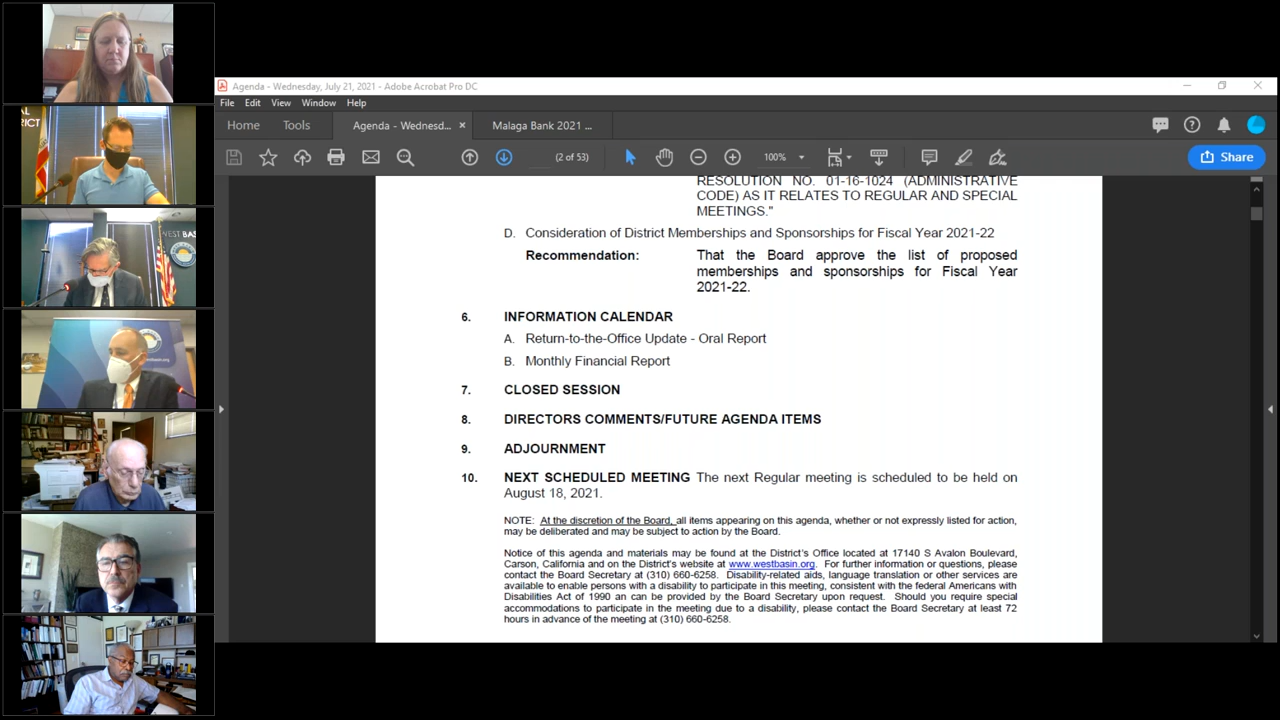 Agenda - Wednesday, July 21, 2021 - Adobe Acrobat Pro DC
File Edit View Window Help
Home Tools Agenda - Wednesd... × Malaga Bank 2021 ...
(2 of 53) 100% Share
RESOLUTION NO. 01-16-1024 (ADMINISTRATIVE
CODE) AS IT RELATES TO REGULAR AND SPECIAL
MEETINGS."
D. Consideration of District Memberships and Sponsorships for Fiscal Year 2021-22
Recommendation: That the Board approve the list of proposed
memberships and sponsorships for Fiscal Year
2021-22.
6. INFORMATION CALENDAR
A. Return-to-the-Office Update - Oral Report
B. Monthly Financial Report
7. CLOSED SESSION
8. DIRECTORS COMMENTS/FUTURE AGENDA ITEMS
9. ADJOURNMENT
10. NEXT SCHEDULED MEETING The next Regular meeting is scheduled to be held on
August 18, 2021.
NOTE: At the discretion of the Board, all items appearing on this agenda, whether or not expressly listed for action,
may be deliberated and may be subject to action by the Board.
Notice of this agenda and materials may be found at the District's Office located at 17140 S Avalon Boulevard,
Carson, California and on the District's website at www.westbasin.org. For further information or questions, please
contact the Board Secretary at (310) 660-6258. Disability-related aids, language translation or other services are
available to enable persons with a disability to participate in this meeting, consistent with the federal Americans with
Disabilities Act of 1990 an can be provided by the Board Secretary upon request. Should you require special
accommodations to participate in the meeting due to a disability, please contact the Board Secretary at least 72
hours in advance of the meeting at (310) 660-6258.
WEST BAS